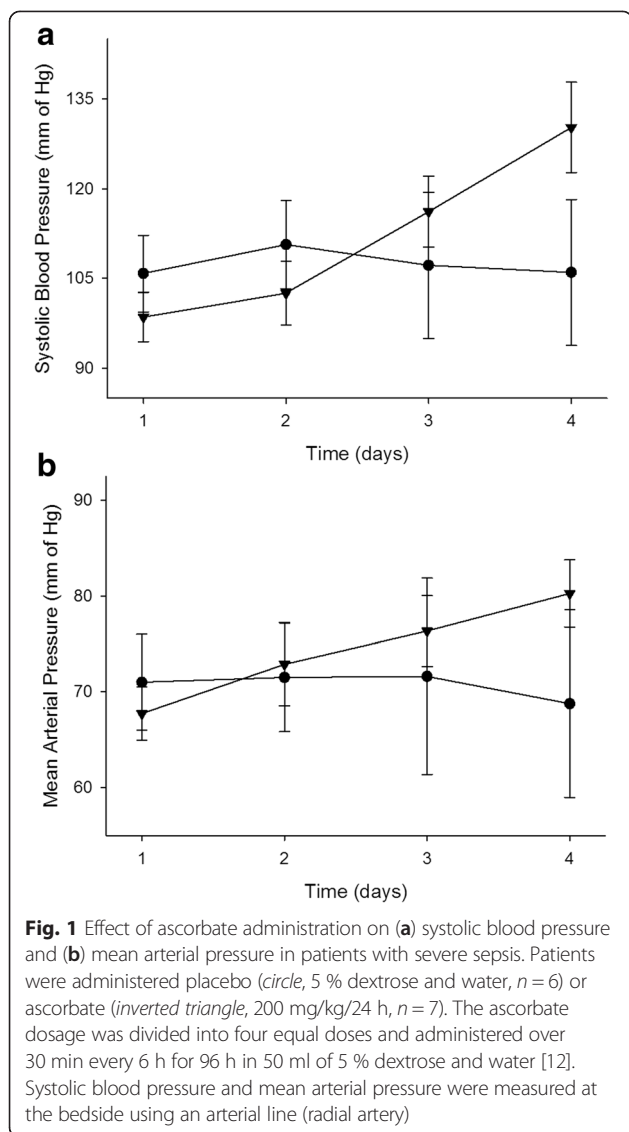 a
Systolic Blood Pressure (mm of Hg)
135
120
105
90
1 2 3 4
Time (days)
b
Mean Arterial Pressure (mm of Hg)
90
80
70
60
1 2 3 4
Time (days)
Fig. 1 Effect of ascorbate administration on (a) systolic blood pressure
and (b) mean arterial pressure in patients with severe sepsis. Patients
were administered placebo (circle, 5 % dextrose and water, n = 6) or
ascorbate (inverted triangle, 200 mg/kg/24 h, n = 7). The ascorbate
dosage was divided into four equal doses and administered over
30 min every 6 h for 96 h in 50 ml of 5 % dextrose and water [12].
Systolic blood pressure and mean arterial pressure were measured at
the bedside using an arterial line (radial artery)